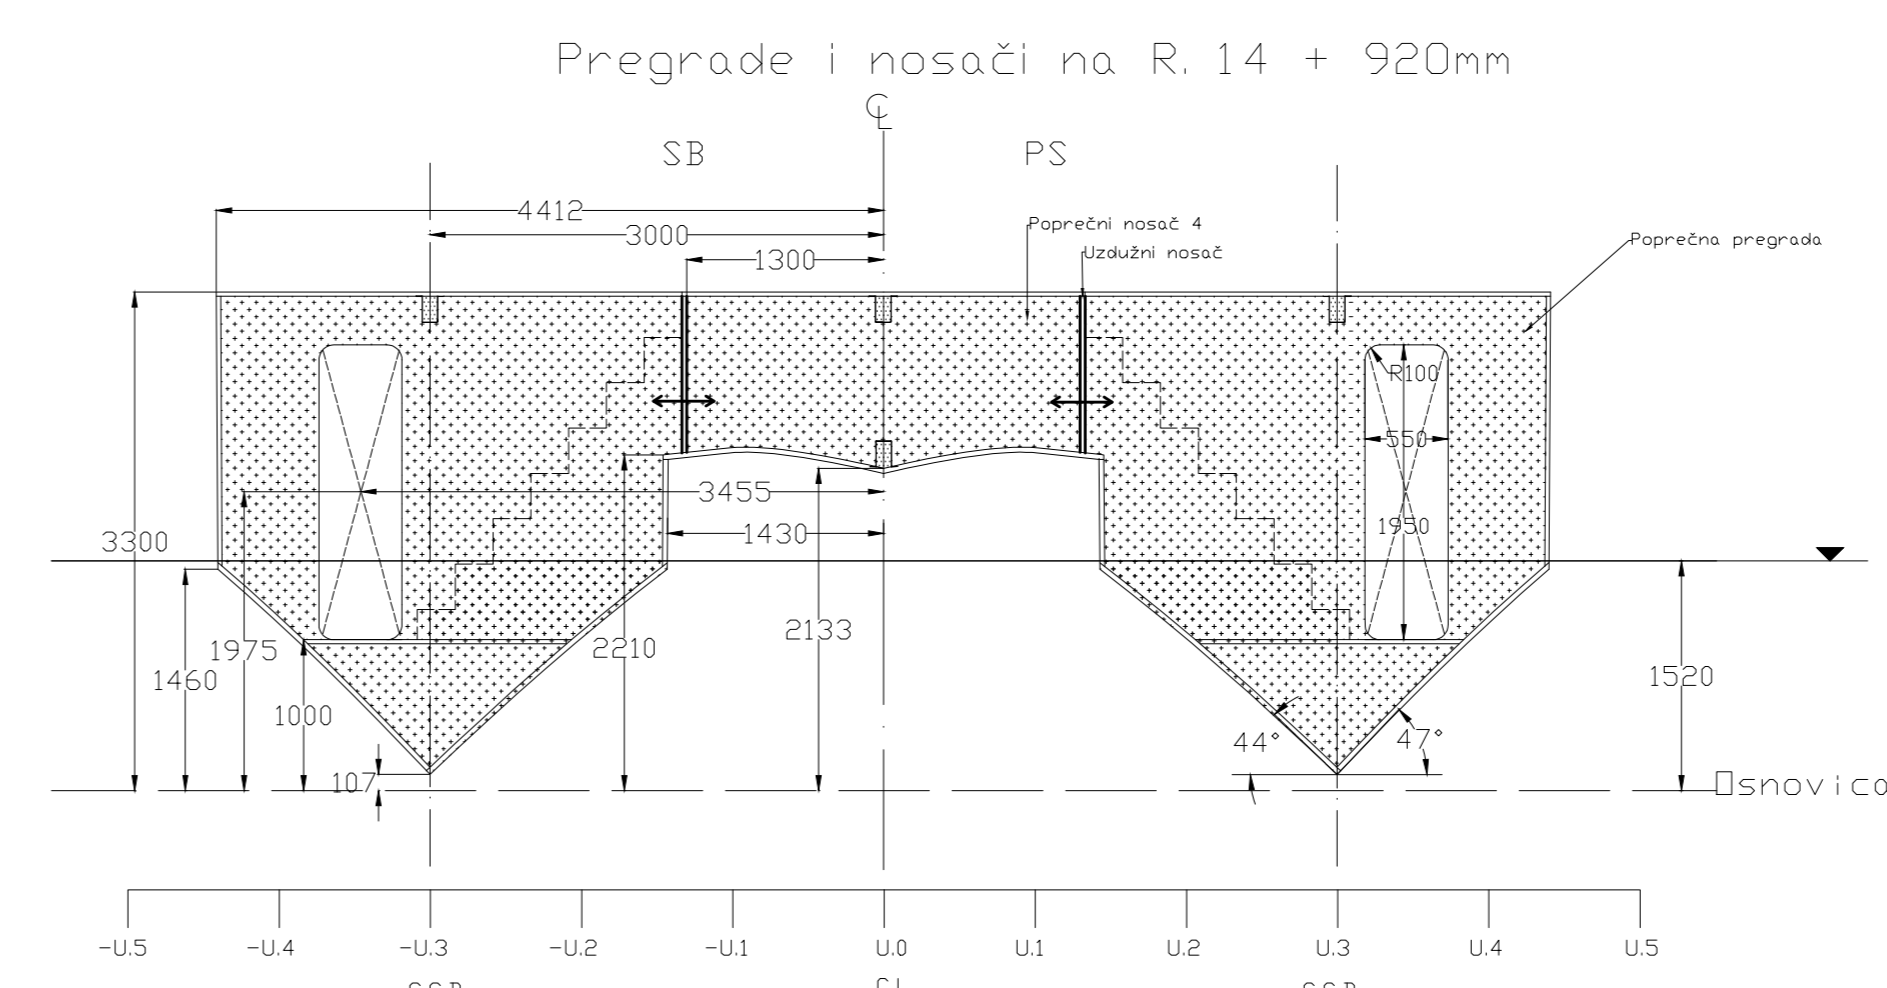 Pregrade i nosači na R. 14 + 920mm
SB PS
4412
3000
1300
Poprečni nosač 4
Uzdužni nosač
Poprečna pregrada
R100
550
3455
1950
1430
3300
2133
2210
1975
1460
1520
1000
44° 47°
107
Osnovica
-U.5 -U.4 -U.3 -U.2 -U.1 U.0 U.1 U.2 U.3 U.4 U.5